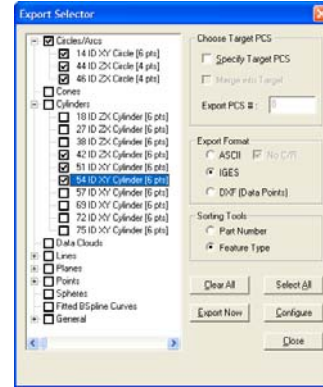 Export Selector
Circles/Arcs
14 ID XY Circle [6 pts]
44 ID ZX Circle [4 pts]
46 ID ZX Circle [4 pts]
Cones
Cylinders
18 ID ZX Cylinder [6 pts]
27 ID XY Cylinder [6 pts]
38 ID ZX Cylinder [6 pts]
42 ID ZX Cylinder [6 pts]
51 ID XY Cylinder [6 pts]
54 ID XY Cylinder [6 pts]
57 ID XY Cylinder [6 pts]
69 ID XY Cylinder [6 pts]
72 ID XY Cylinder [6 pts]
75 ID XY Cylinder [6 pts]
Data Clouds
Lines
Planes
Points
Spheres
Fitted BSpline Curves
General
Choose Target PCS
Specify Target PCS
Merge into Target
Export PCS # :
Export Format
ASCII
No C/R
IGES
DXF (Data Points)
Sorting Tools
Part Number
Feature Type
Clear All
Select All
Export Now
Configure
Close